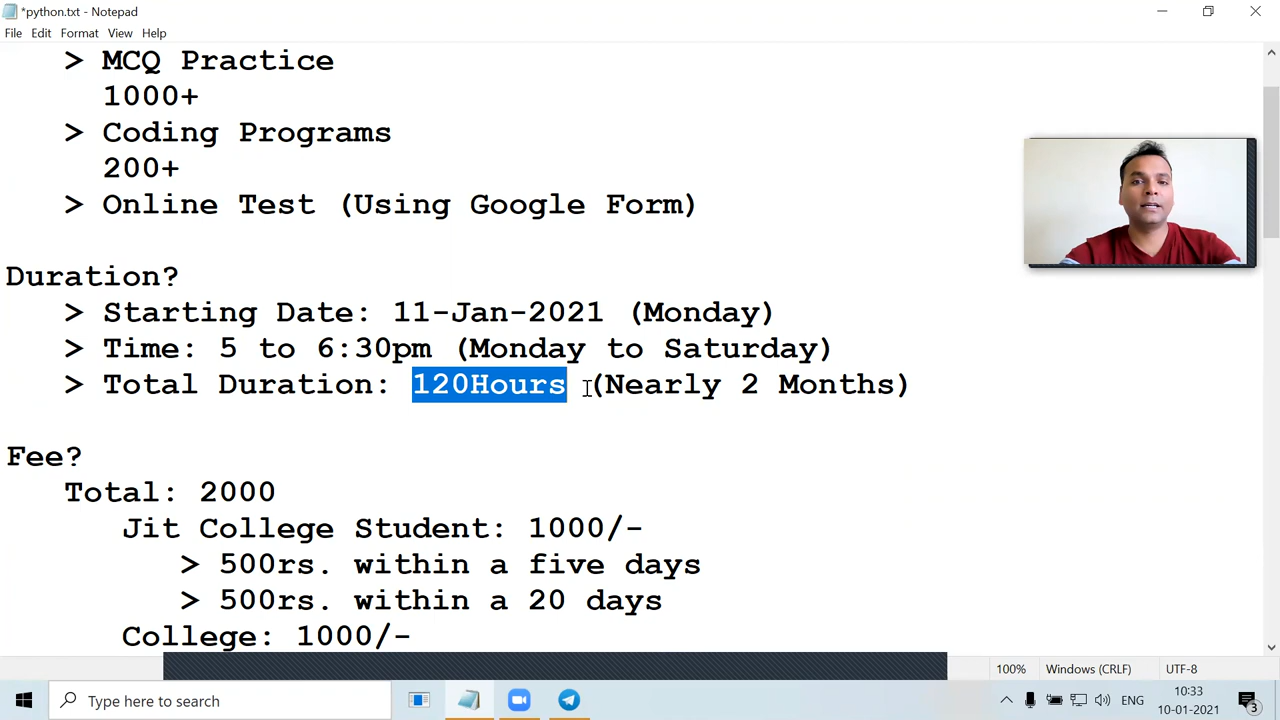 *python.txt - Notepad
File Edit Format View Help
> MCQ Practice
1000+
> Coding Programs
200+
> Online Test (Using Google Form)
Duration?
> Starting Date: 11-Jan-2021 (Monday)
> Time: 5 to 6:30pm (Monday to Saturday)
> Total Duration: 120Hours (Nearly 2 Months)
Fee?
Total: 2000
Jit College Student: 1000/-
> 500rs. within a five days
> 500rs. within a 20 days
College: 1000/-
100% Windows (CRLF) UTF-8
Type here to search
ENG
10:33
10-01-2021
3